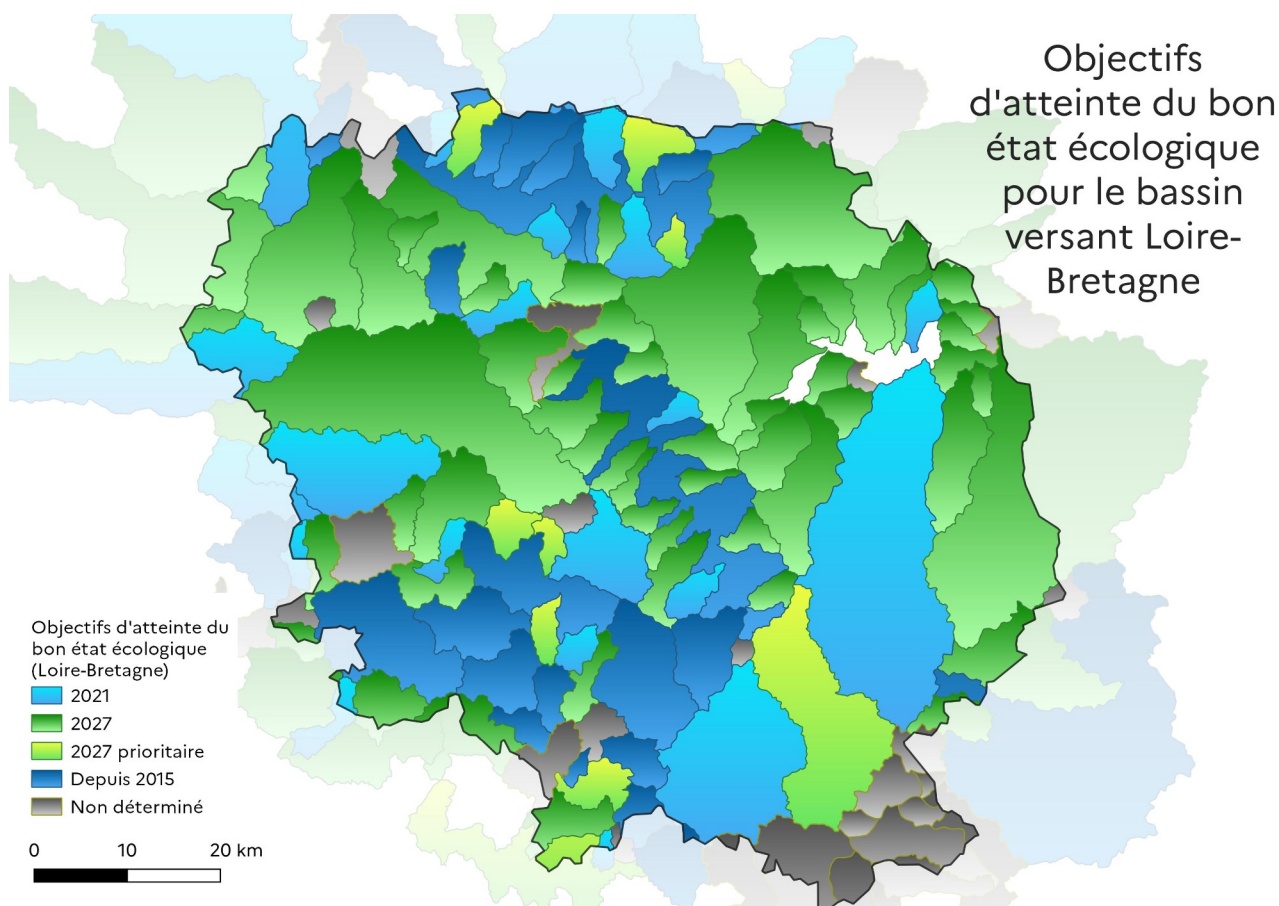 Objectifs
d'atteinte du bon
état écologique
pour le bassin
versant Loire-
Bretagne
Objectifs d'atteinte du
bon état écologique
(Loire-Bretagne)
2021
2027
2027 prioritaire
Depuis 2015
Non déterminé
0 10 20 km